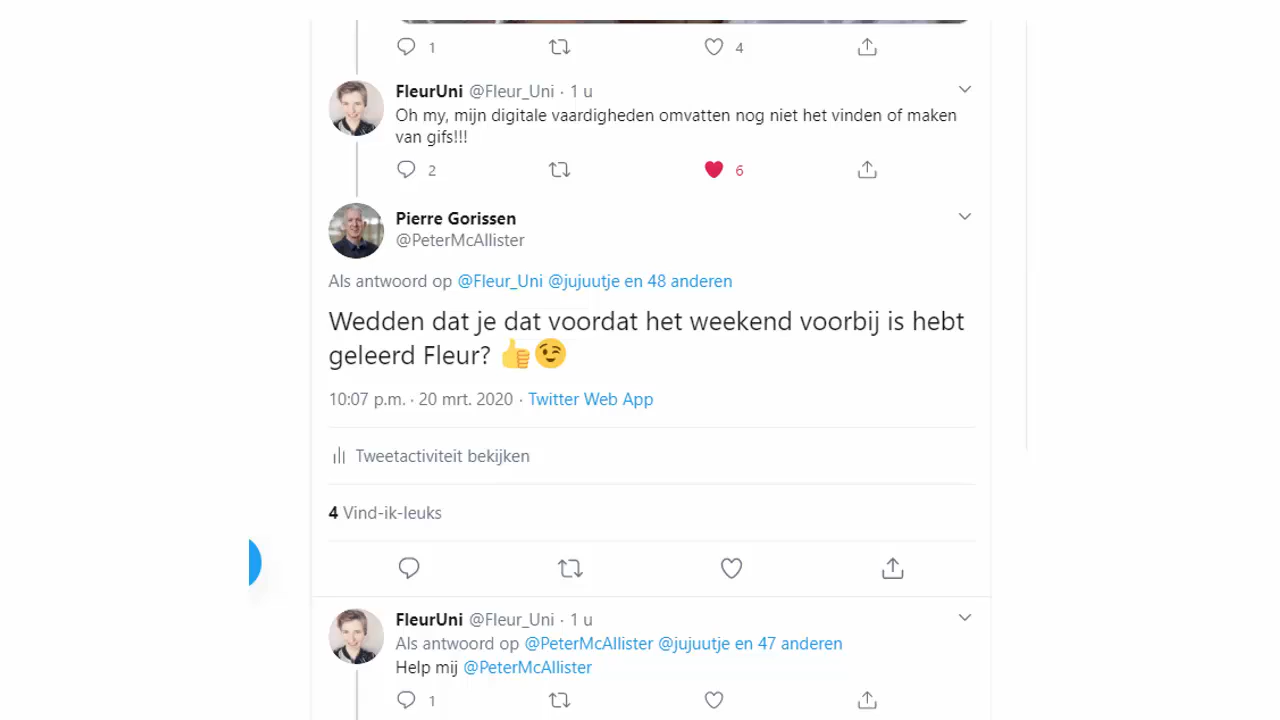 1
4
FleurUni @Fleur_Uni · 1 u
Oh my, mijn digitale vaardigheden omvatten nog niet het vinden of maken
van gifs!!!
2
6
Pierre Gorissen
@PeterMcAllister
Als antwoord op @Fleur_Uni @jujuutje en 48 anderen
Wedden dat je dat voordat het weekend voorbij is hebt
geleerd Fleur? 👍😉
10:07 p.m. · 20 mrt. 2020 · Twitter Web App
Tweetactiviteit bekijken
4 Vind-ik-leuks
FleurUni @Fleur_Uni · 1 u
Als antwoord op @PeterMcAllister @jujuutje en 47 anderen
Help mij @PeterMcAllister
1